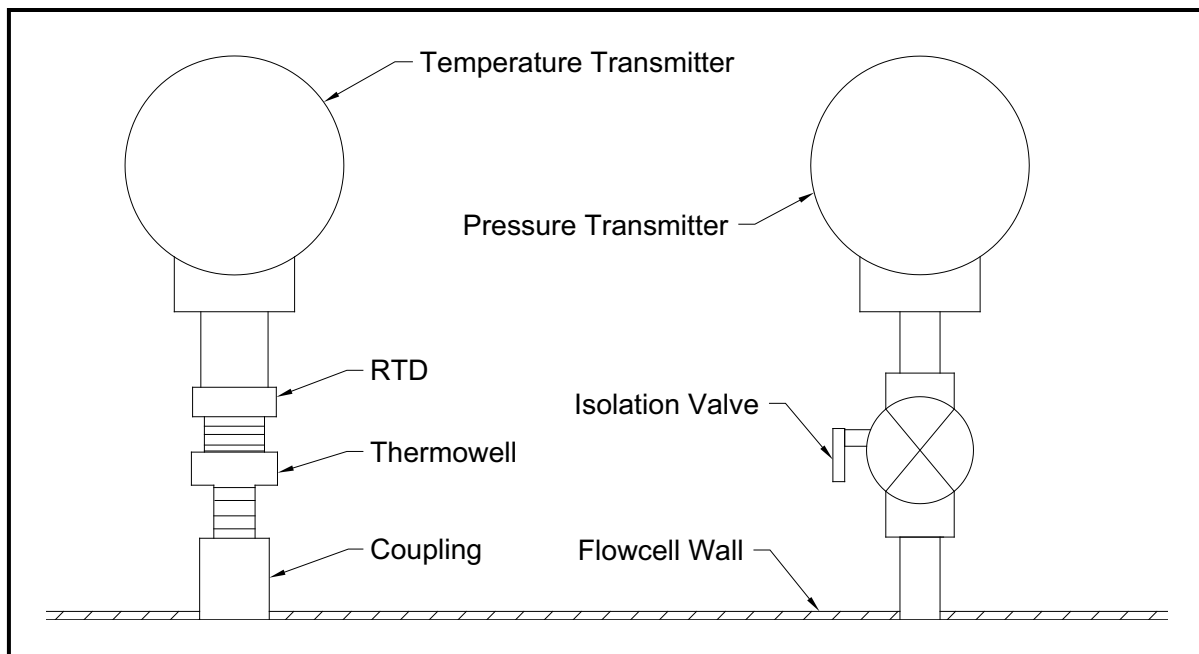 Temperature Transmitter
Pressure Transmitter
RTD
Isolation Valve
Thermowell
Coupling
Flowcell Wall